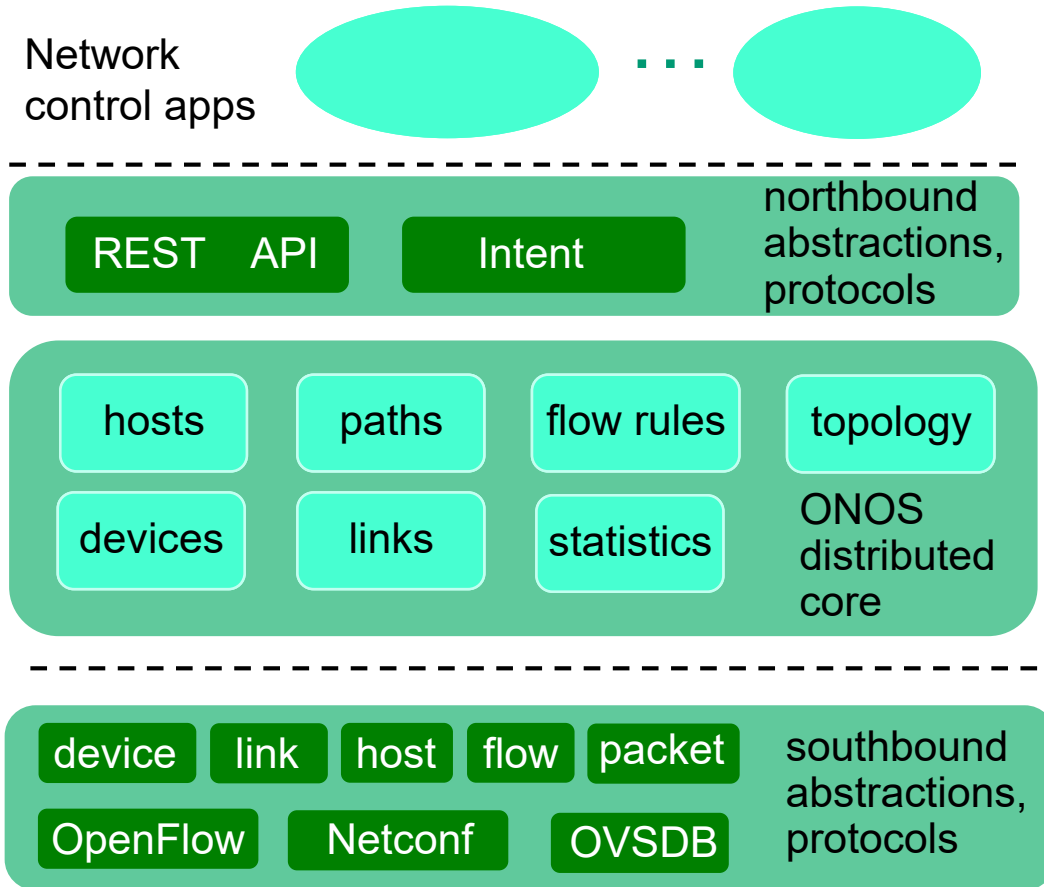 Network
control apps
...
northbound
abstractions,
protocols
REST API
Intent
hosts
paths
flow rules
topology
devices
links
statistics
ONOS
distributed
core
device
link
host
flow
packet
southbound
abstractions,
protocols
OpenFlow
Netconf
OVSDB